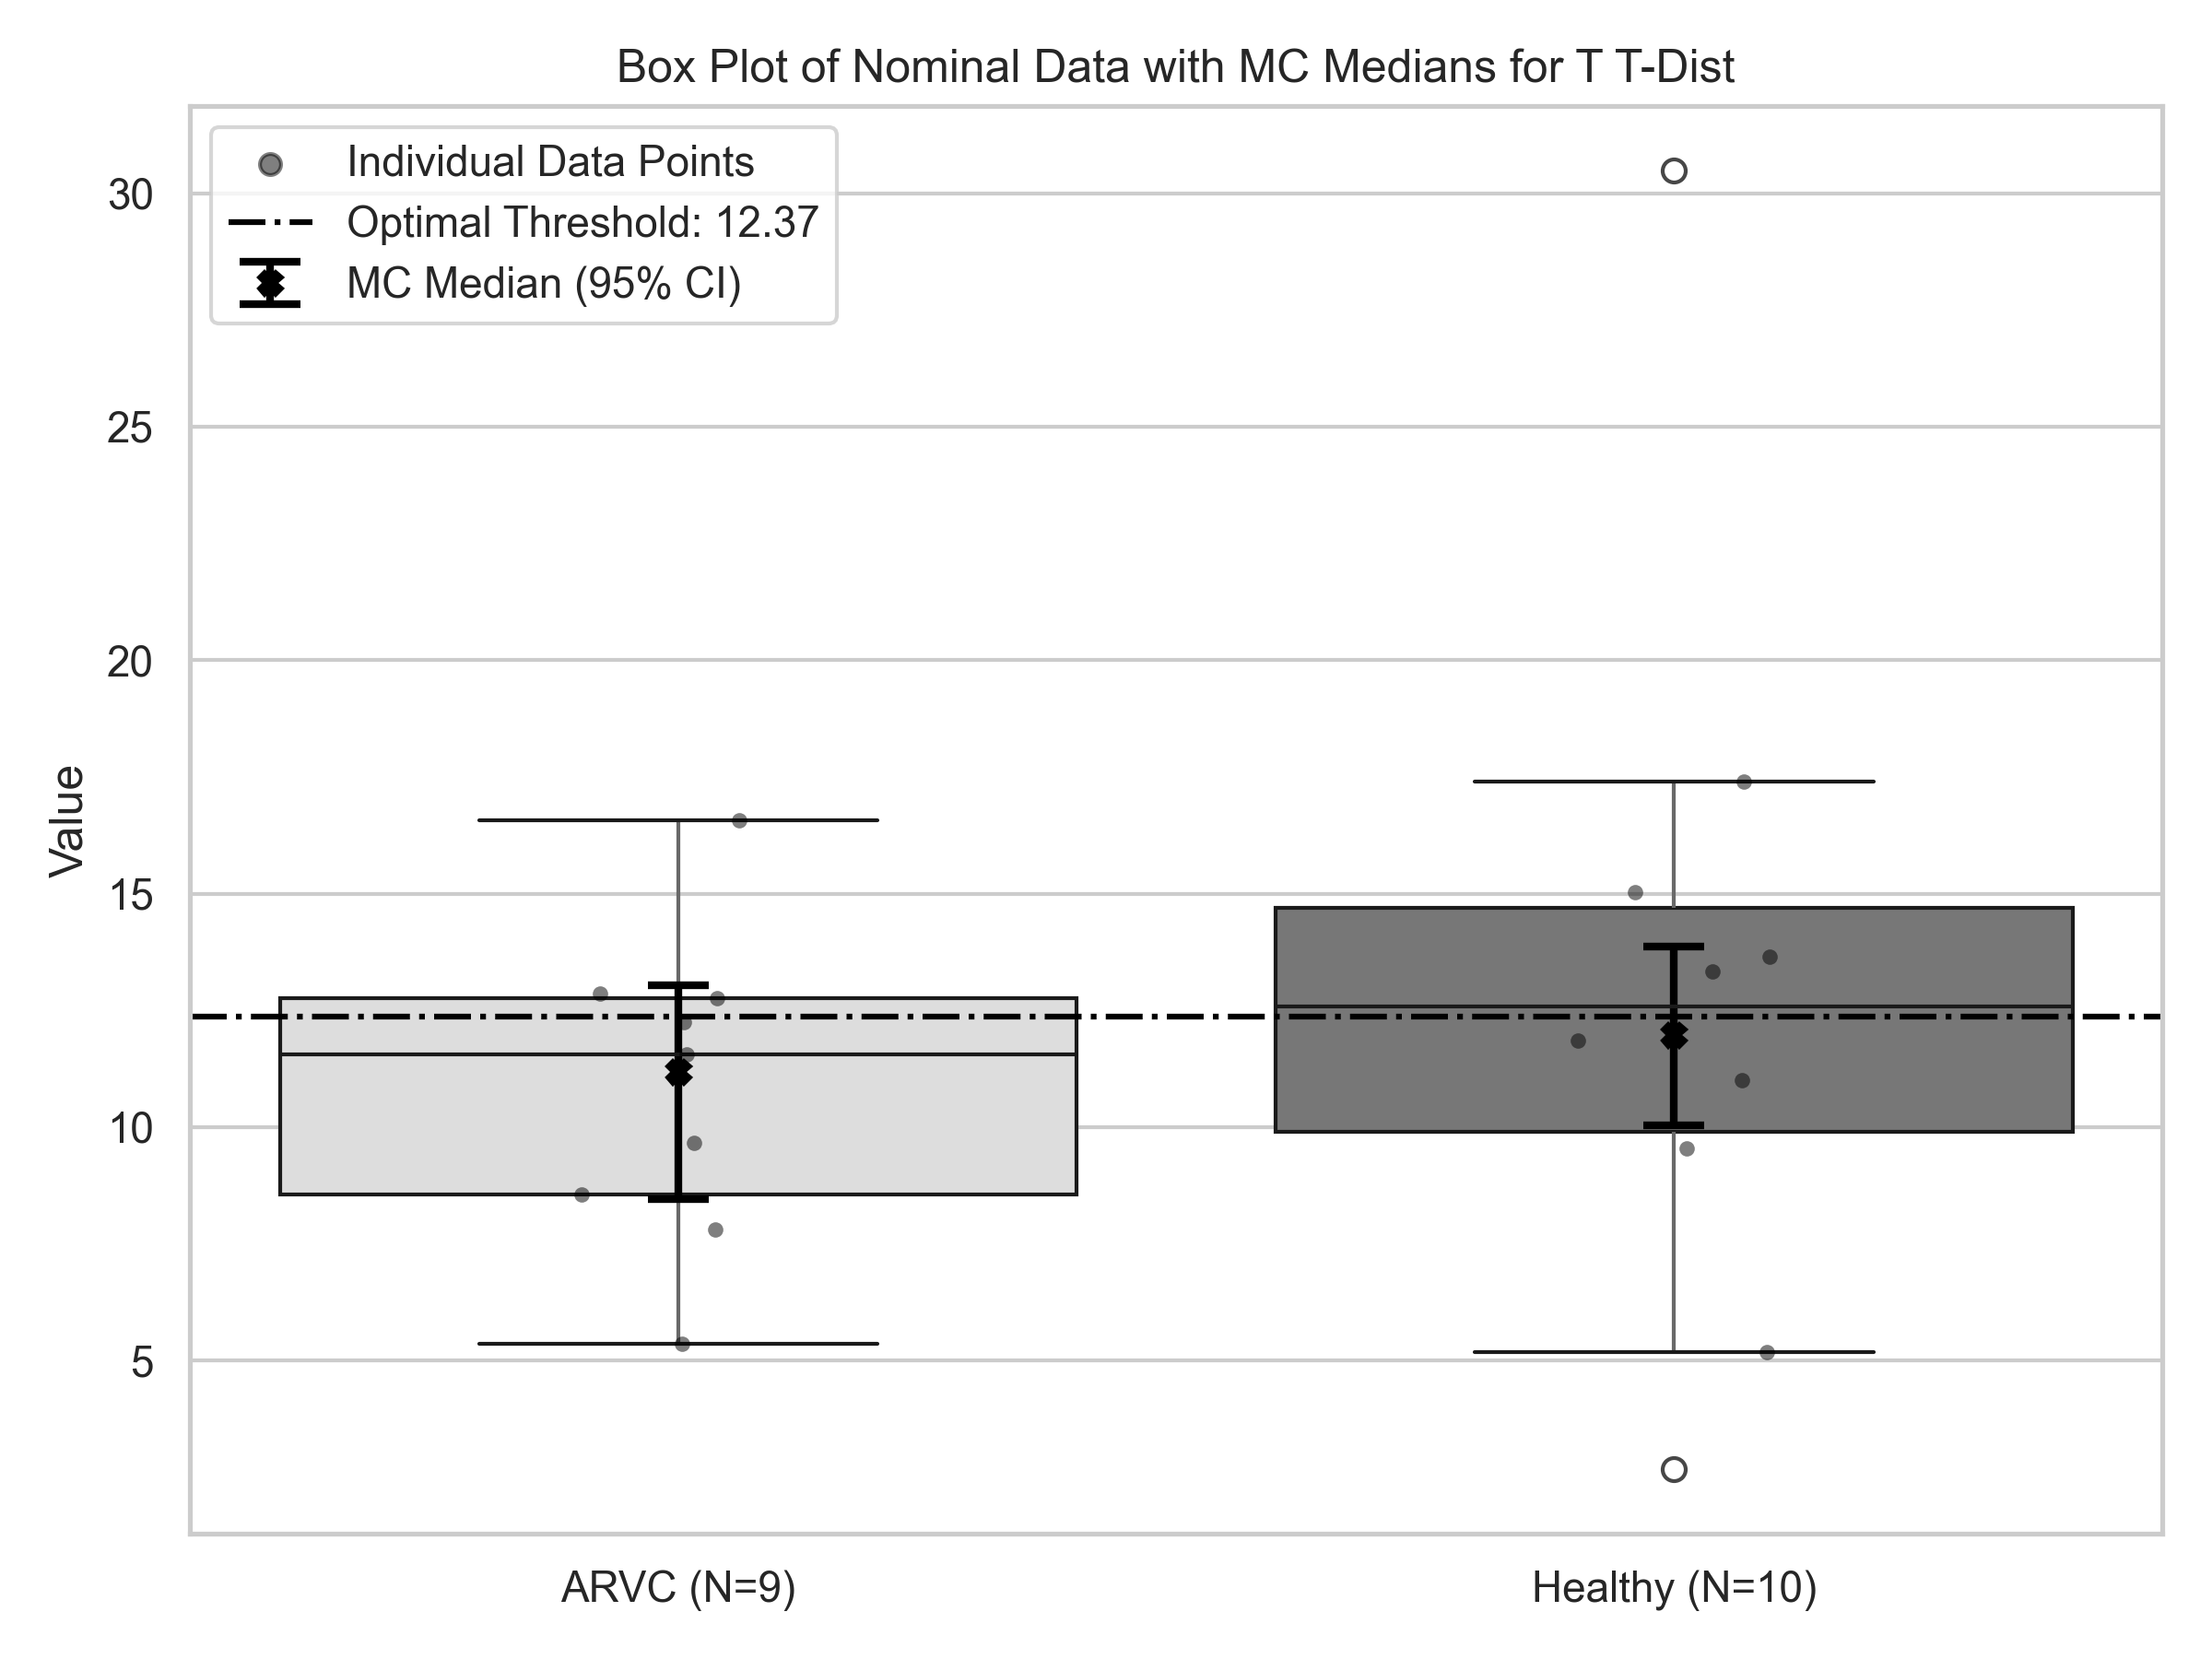 Box Plot of Nominal Data with MC Medians for T T-Dist
Individual Data Points
Optimal Threshold: 12.37
MC Median (95% CI)
Value
30
25
20
15
10
5
ARVC (N=9)
Healthy (N=10)